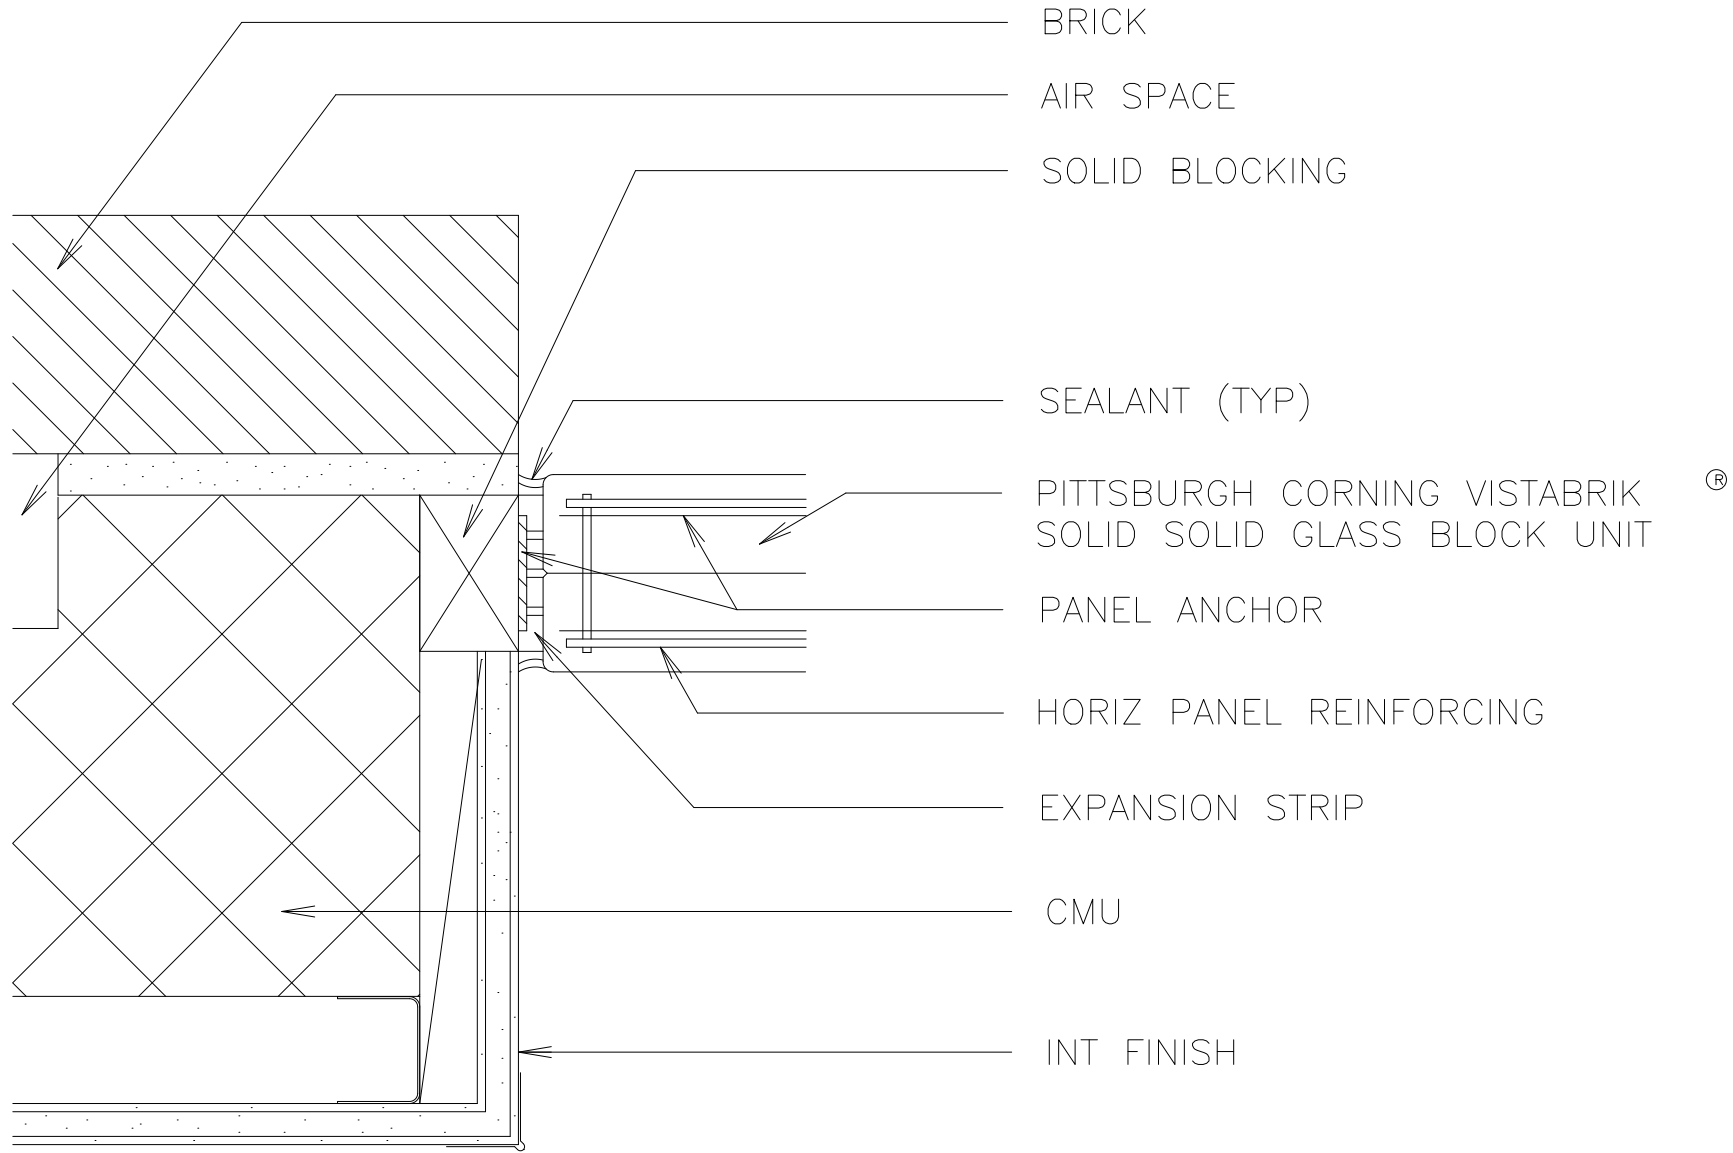 BRICK
AIR SPACE
SOLID BLOCKING
SEALANT (TYP)
PITTSBURGH CORNING VISTABRIK ®
SOLID SOLID GLASS BLOCK UNIT
PANEL ANCHOR
HORIZ PANEL REINFORCING
EXPANSION STRIP
CMU
INT FINISH